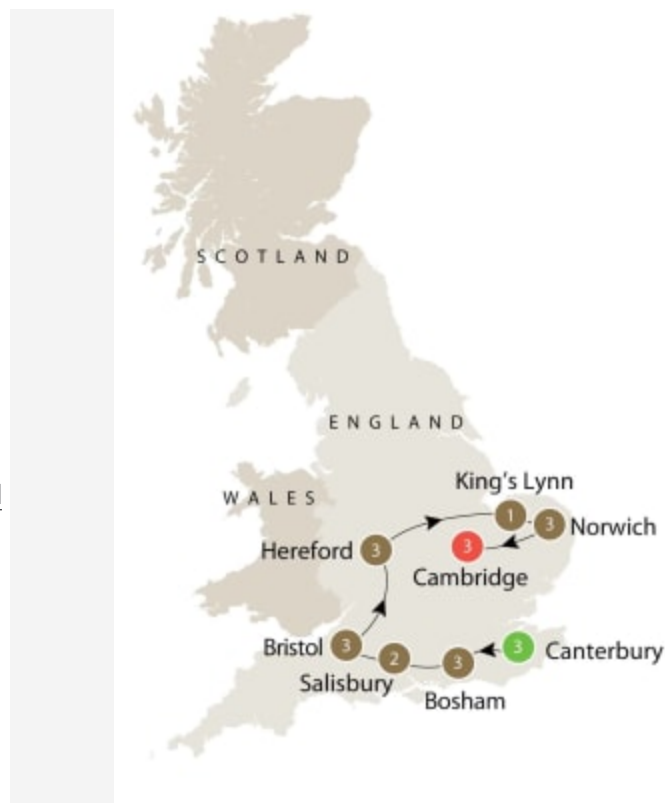 SCOTLAND
ENGLAND
King's Lynn
WALES
1
3 Norwich
Hereford 3
3
Cambridge
Bristol 3
2
3
3 Canterbury
Salisbury
Bosham